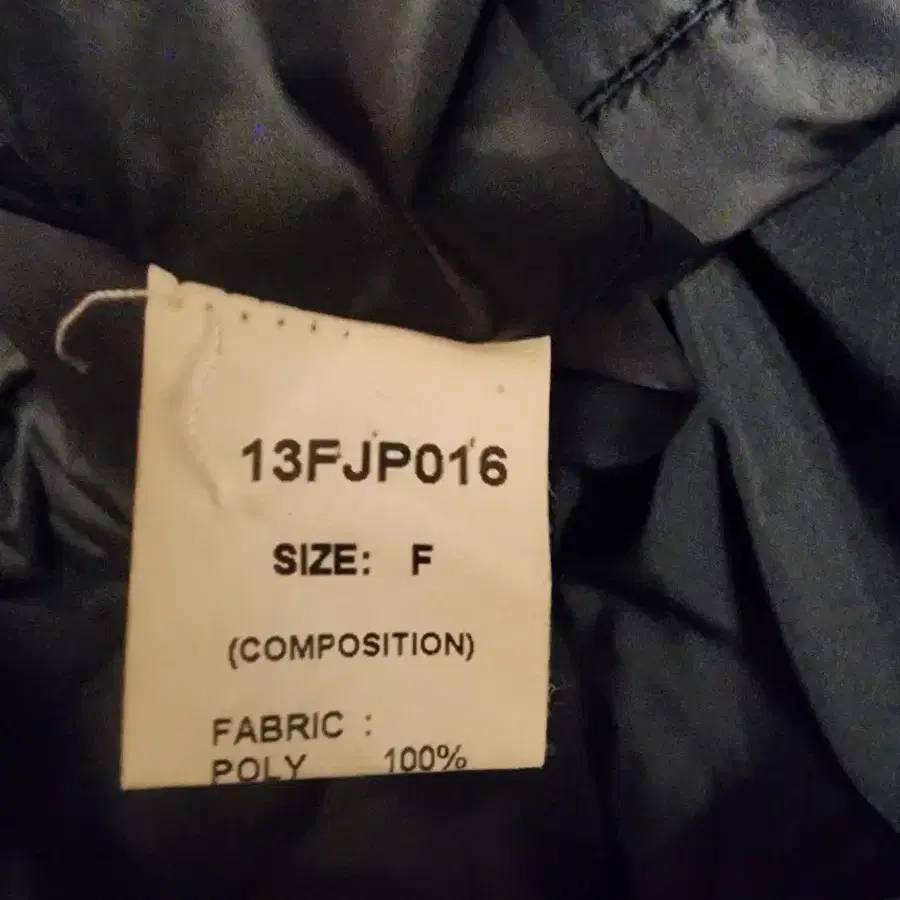 13FJP016
SIZE: F
(COMPOSITION)
FABRIC :
POLY 100%